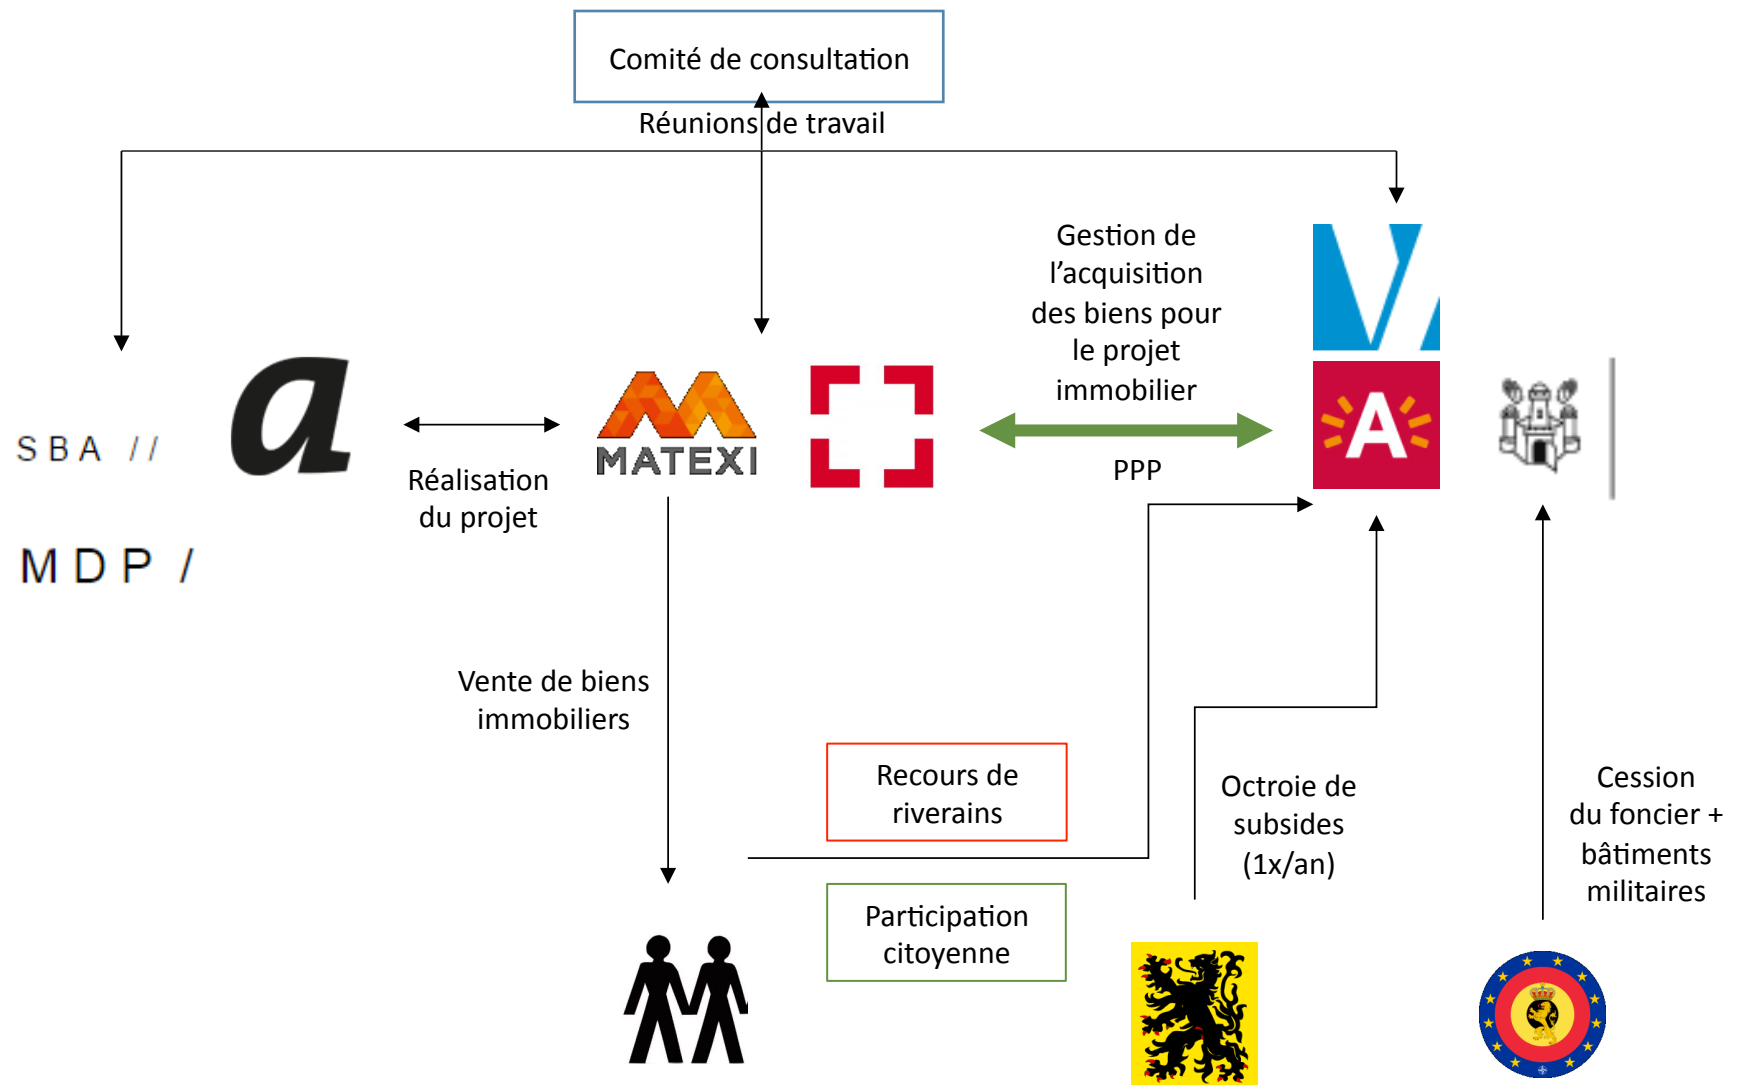 Comité de consultation
Réunions de travail
Gestion de
l'acquisition
des biens pour
le projet
immobilier
PPP
SBA //
a
MDP /
Réalisation
du projet
MATEXI
A
Vente de biens
immobiliers
Recours de
riverains
Participation
citoyenne
Octroie de
subsides
(1x/an)
Cession
du foncier +
bâtiments
militaires